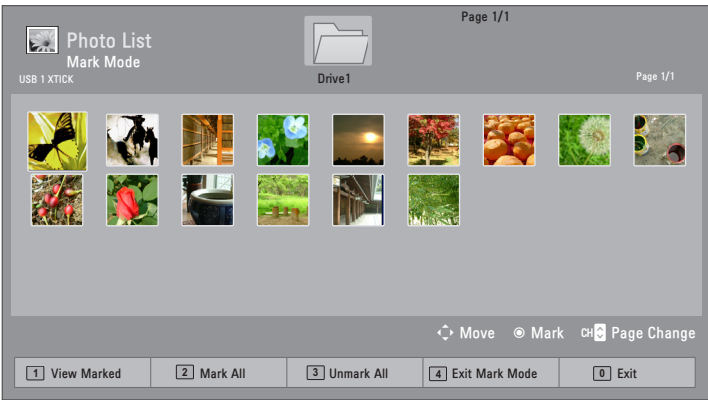 Page 1/1
Photo List
Mark Mode
USB 1 XTICK
Drive1
Page 1/1
Move Mark CH Page Change
1 View Marked 2 Mark All 3 Unmark All 4 Exit Mark Mode 0 Exit